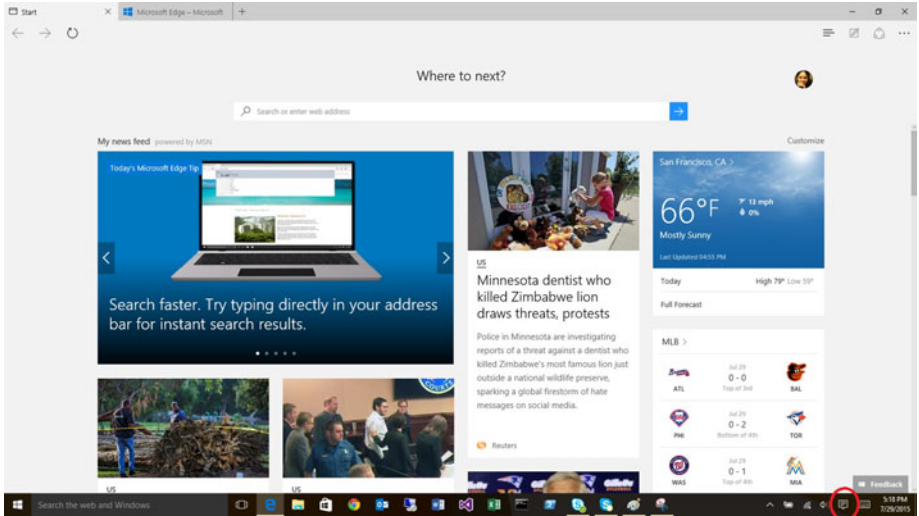 Start
Microsoft Edge – Microsoft
Where to next?
Search or enter web address
My news feed powered by MSN
Customize
Today's Microsoft Edge Tip
Search faster. Try typing directly in your address
bar for instant search results.
US
Minnesota dentist who
killed Zimbabwe lion
draws threats, protests
Police in Minnesota are investigating
reports of a threat against a dentist who
killed Zimbabwe's most famous lion just
outside a national wildlife preserve,
sparking a global firestorm of hate
messages on social media.
Reuters
San Francisco, CA >
66°F
12 mph
0%
Mostly Sunny
Last Updated 04:55 PM
Today High 79° Low 59°
Full Forecast
MLB >
Jul 29
0 - 0
ATL Top of 3rd BAL
Jul 29
0 - 2
PHI Bottom of 4th TOR
Jul 29
0 - 1
WAS Top of 4th MIA
US
US
Feedback
Search the web and Windows
5:18 PM
7/29/2015